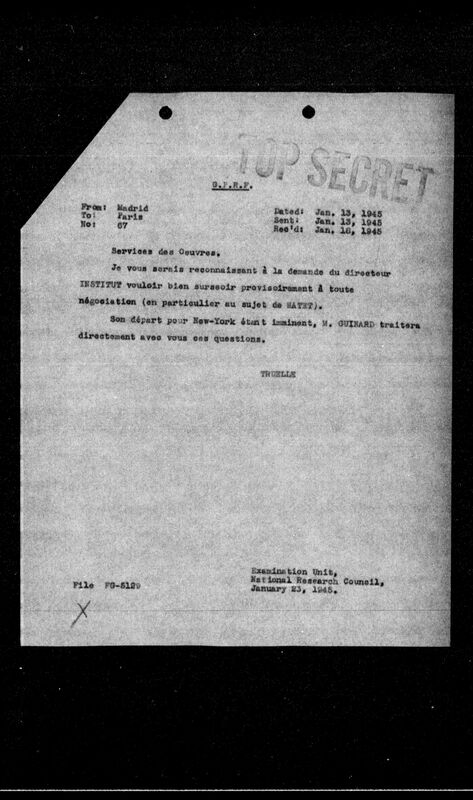 TOP SECRET
G.P.R.F.
From: Madrid
To: Paris
No: 67
Dated: Jan. 13, 1945
Sent: Jan. 13, 1945
Rec'd: Jan. 16, 1945
Services des Oeuvres.
Je vous serais reconnaissant à la demande du directeur
INSTITUT vouloir bien surseoir provisoirement à toute
négociation (en particulier au sujet de MATET).
Son départ pour New-York étant imminent, M. GUINARD traitera
directement avec vous ces questions.
TRUELLE
Examination Unit,
National Research Council,
January 23, 1945.
File FG-5129
X